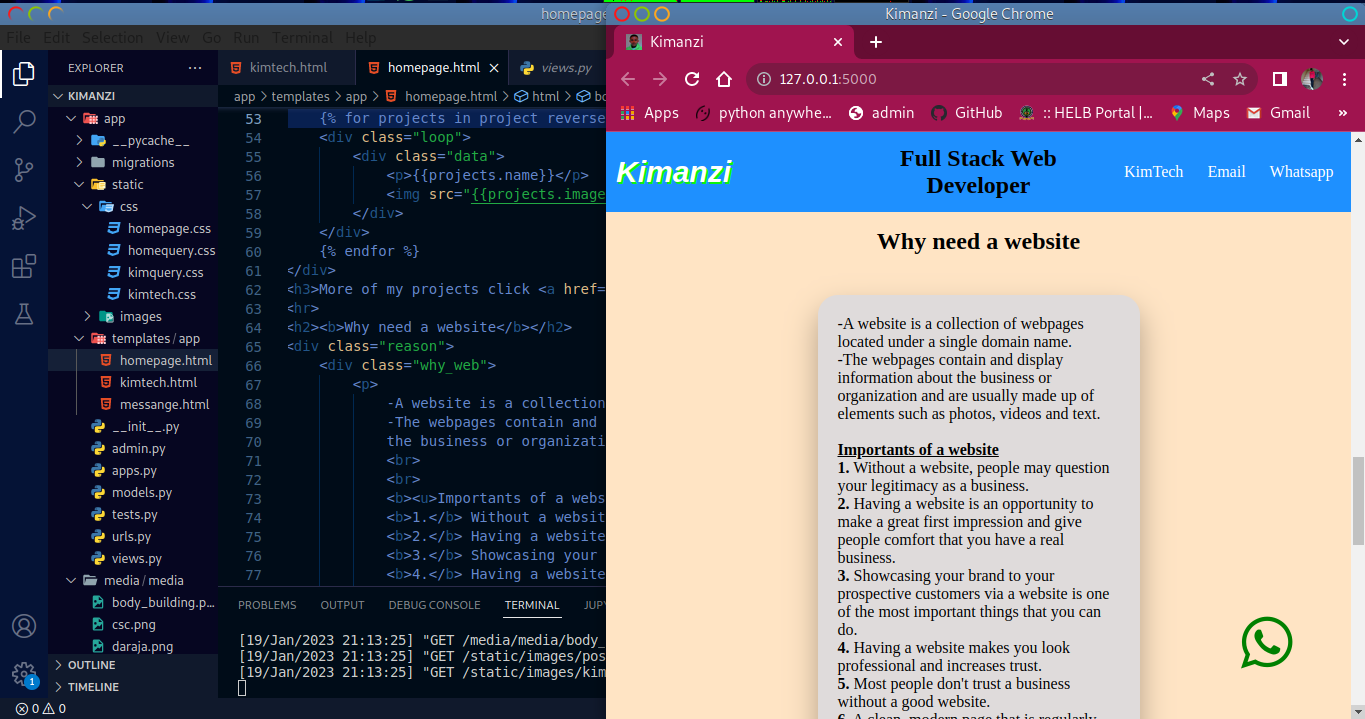 homepage
Kimanzi - Google Chrome
File Edit Selection View Go Run Terminal Help
Kimanzi
EXPLORER
kimtech.html
homepage.html
views.py
127.0.0.1:5000
KIMANZI
app > templates > app > homepage.html > html > bo
Apps
python anywhe...
admin
GitHub
:: HELB Portal |...
Maps
Gmail
»
app
__pycache__
migrations
static
css
homepage.css
homequery.css
kimquery.css
kimtech.css
images
templates / app
homepage.html
kimtech.html
messange.html
__init__.py
admin.py
apps.py
models.py
tests.py
urls.py
views.py
media / media
body_building.p...
csc.png
daraja.png
OUTLINE
TIMELINE
1
0 0
53 {% for projects in project reverse
54 <div class="loop">
55 <div class="data">
56 <p>{{projects.name}}</p>
57 <img src="{{projects.image
58 </div>
59 </div>
60 {% endfor %}
61 </div>
62 <h3>More of my projects click <a href=
63 <hr>
64 <h2><b>Why need a website</b></h2>
65 <div class="reason">
66 <div class="why_web">
67 <p>
68 -A website is a collection
69 -The webpages contain and
70 the business or organizati
71 <br>
72 <br>
73 <b><u>Importants of a webs
74 <b>1.</b> Without a websit
75 <b>2.</b> Having a website
76 <b>3.</b> Showcasing your
77 <b>4.</b> Having a website
PROBLEMS OUTPUT DEBUG CONSOLE TERMINAL JUPY
[19/Jan/2023 21:13:25] "GET /media/media/body_
[19/Jan/2023 21:13:25] "GET /static/images/pos
[19/Jan/2023 21:13:25] "GET /static/images/kim
Kimanzi
Full Stack Web
Developer
KimTech Email Whatsapp
Why need a website
-A website is a collection of webpages
located under a single domain name.
-The webpages contain and display
information about the business or
organization and are usually made up of
elements such as photos, videos and text.
Importants of a website
1. Without a website, people may question
your legitimacy as a business.
2. Having a website is an opportunity to
make a great first impression and give
people comfort that you have a real
business.
3. Showcasing your brand to your
prospective customers via a website is one
of the most important things that you can
do.
4. Having a website makes you look
professional and increases trust.
5. Most people don't trust a business
without a good website.
6. A clean, modern page that is regularly